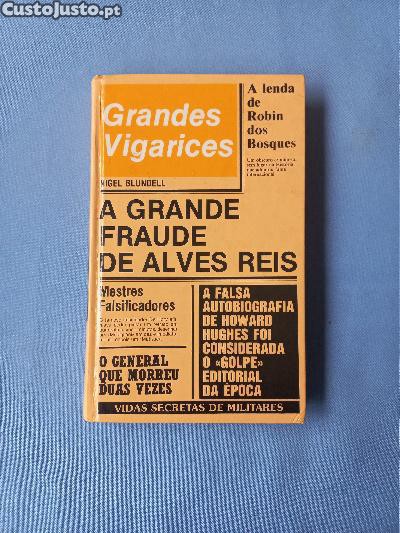 CustoJusto.pt
Grandes
Vigarices
NIGEL BLUNDELL
A lenda
de
Robin
dos
Bosques
A GRANDE
FRAUDE
DE ALVES REIS
Mestres
Falsificadores
O GENERAL
QUE MORREU
DUAS VEZES
A FALSA
AUTOBIOGRAFIA
DE HOWARD
HUGHES FOI
CONSIDERADA
O «GOLPE»
EDITORIAL
DA ÉPOCA
VIDAS SECRETAS DE MILITARES